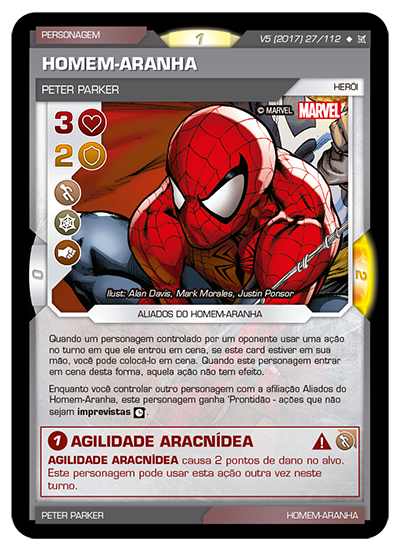 PERSONAGEM
1
V5 (2017) 27/112
HOMEM-ARANHA
PETER PARKER
HERÓI
3
© MARVEL
MARVEL
2
0
2
Ilust: Alan Davis, Mark Morales, Justin Ponsor
ALIADOS DO HOMEM-ARANHA
Quando um personagem controlado por um oponente usar uma ação
no turno em que ele entrou em cena, se este card estiver em sua
mão, você pode colocá-lo em cena. Quando este personagem entrar
em cena desta forma, aquela ação não tem efeito.
Enquanto você controlar outro personagem com a afiliação Aliados do
Homem-Aranha, este personagem ganha 'Prontidão - ações que não
sejam imprevistas'.
1 AGILIDADE ARACNÍDEA
AGILIDADE ARACNÍDEA causa 2 pontos de dano no alvo.
Este personagem pode usar esta ação outra vez neste
turno.
PETER PARKER
HOMEM-ARANHA